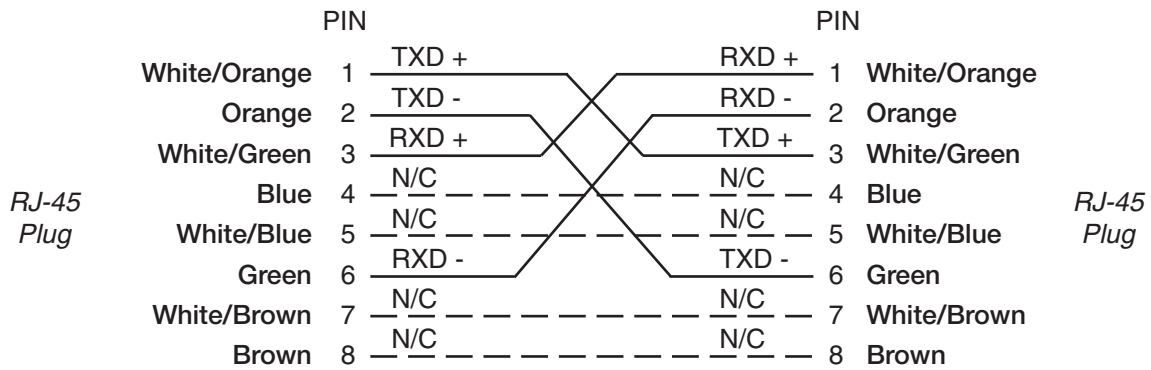 PIN PIN
White/Orange 1 TXD + RXD + 1 White/Orange
Orange 2 TXD - RXD - 2 Orange
White/Green 3 RXD + TXD + 3 White/Green
Blue 4 N/C N/C 4 Blue
RJ-45 Plug RJ-45 Plug
White/Blue 5 N/C N/C 5 White/Blue
Green 6 RXD - TXD - 6 Green
White/Brown 7 N/C N/C 7 White/Brown
Brown 8 N/C N/C 8 Brown